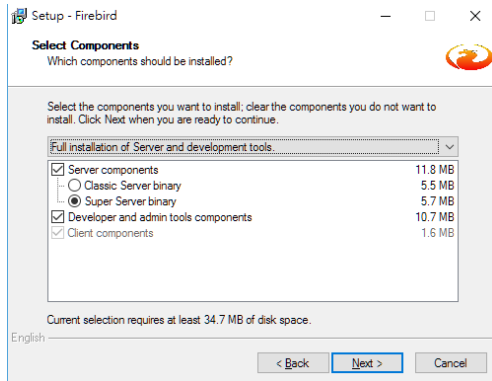 Setup - Firebird
Select Components
Which components should be installed?
Select the components you want to install; clear the components you do not want to
install. Click Next when you are ready to continue.
Full installation of Server and development tools.
Server components 11.8 MB
Classic Server binary 5.5 MB
Super Server binary 5.7 MB
Developer and admin tools components 10.7 MB
Client components 1.6 MB
Current selection requires at least 34.7 MB of disk space.
English
< Back Next > Cancel